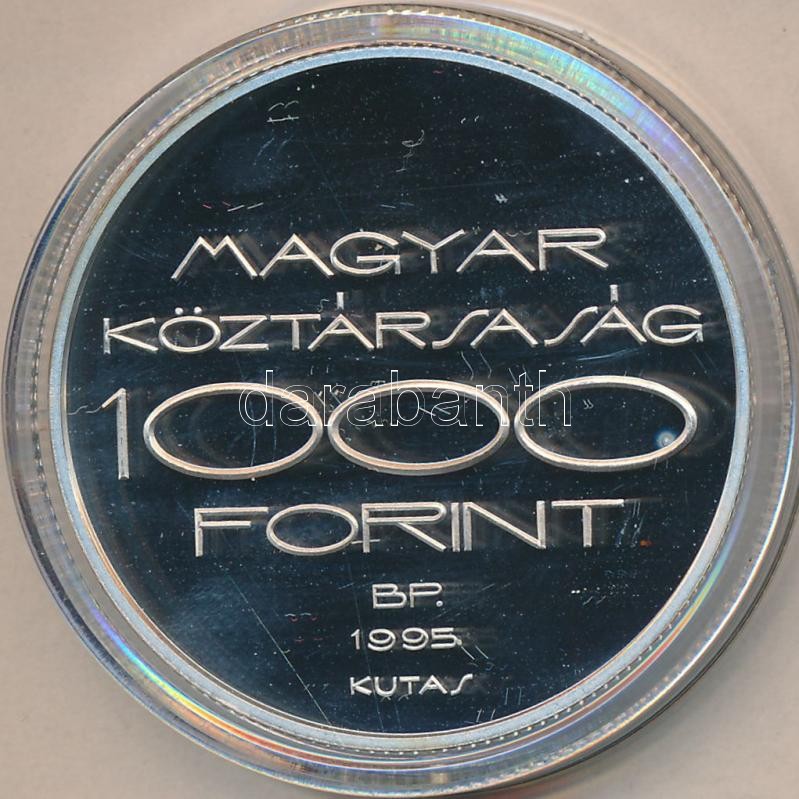 MAGYAR
KÖZTÁRSASÁG
1000
darabanth
FORINT
BP.
1995
KUTAS